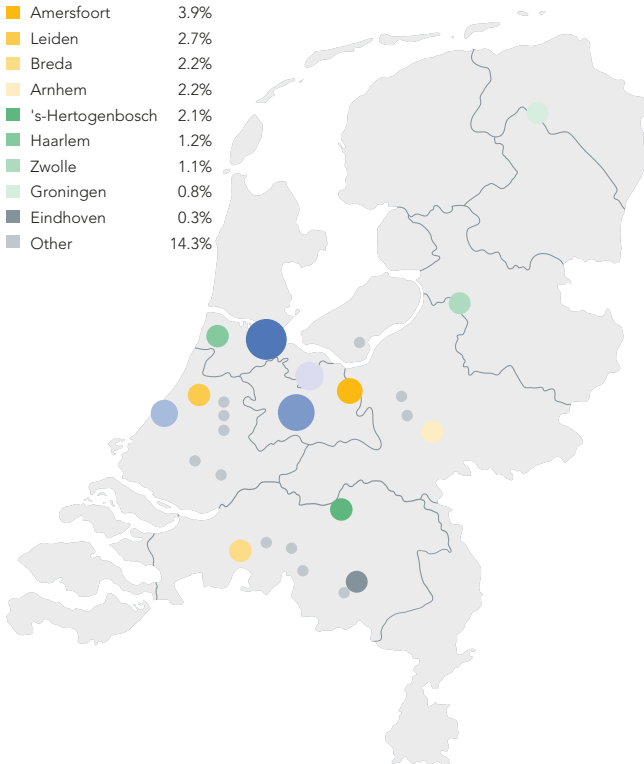 Amersfoort 3.9%
Leiden 2.7%
Breda 2.2%
Arnhem 2.2%
's-Hertogenbosch 2.1%
Haarlem 1.2%
Zwolle 1.1%
Groningen 0.8%
Eindhoven 0.3%
Other 14.3%